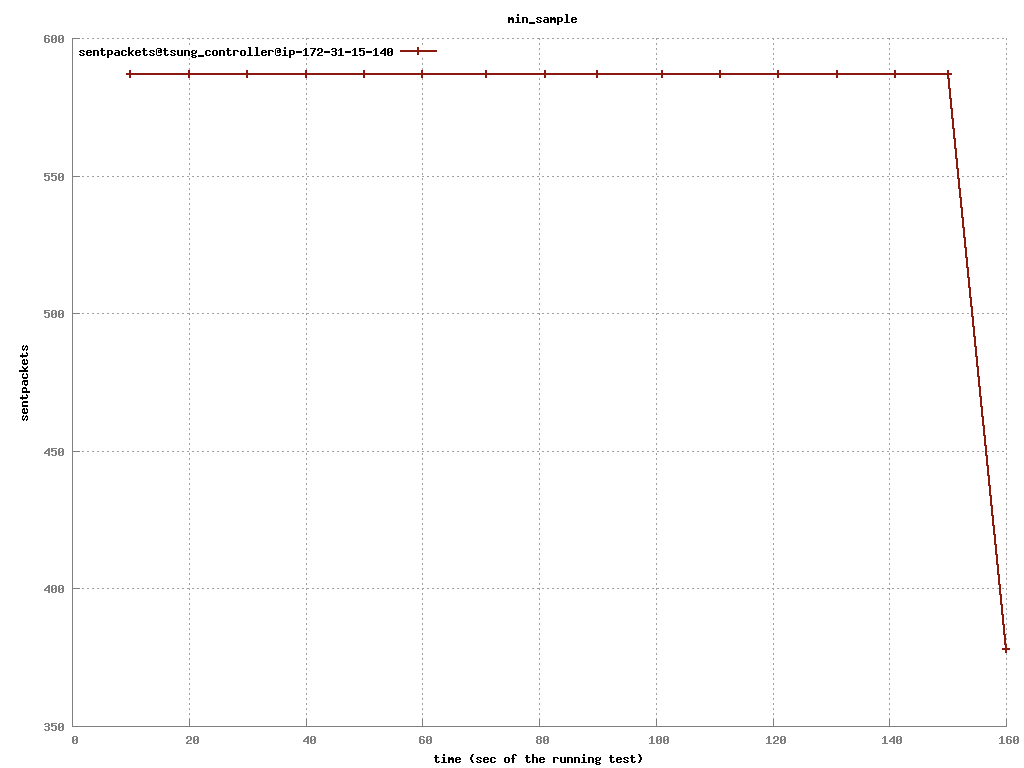 min_sample
600
sentpackets@tsung_controller@ip-172-31-15-140
550
500
sentpackets
450
400
350
0 20 40 60 80 100 120 140 160
time (sec of the running test)